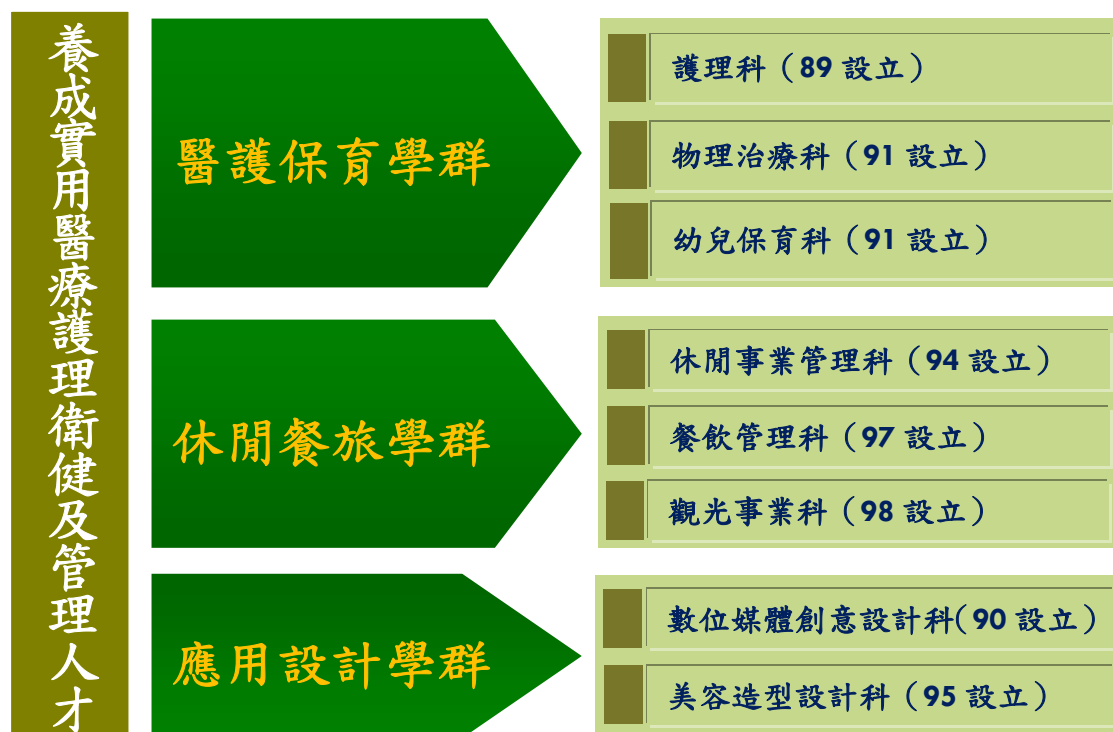 養成實用醫療護理衛健及管理人才
醫護保育學群
護理科（89 設立）
物理治療科（91 設立）
幼兒保育科（91 設立）
休閒餐旅學群
休閒事業管理科（94 設立）
餐飲管理科（97 設立）
觀光事業科（98 設立）
應用設計學群
數位媒體創意設計科(90 設立）
美容造型設計科（95 設立）